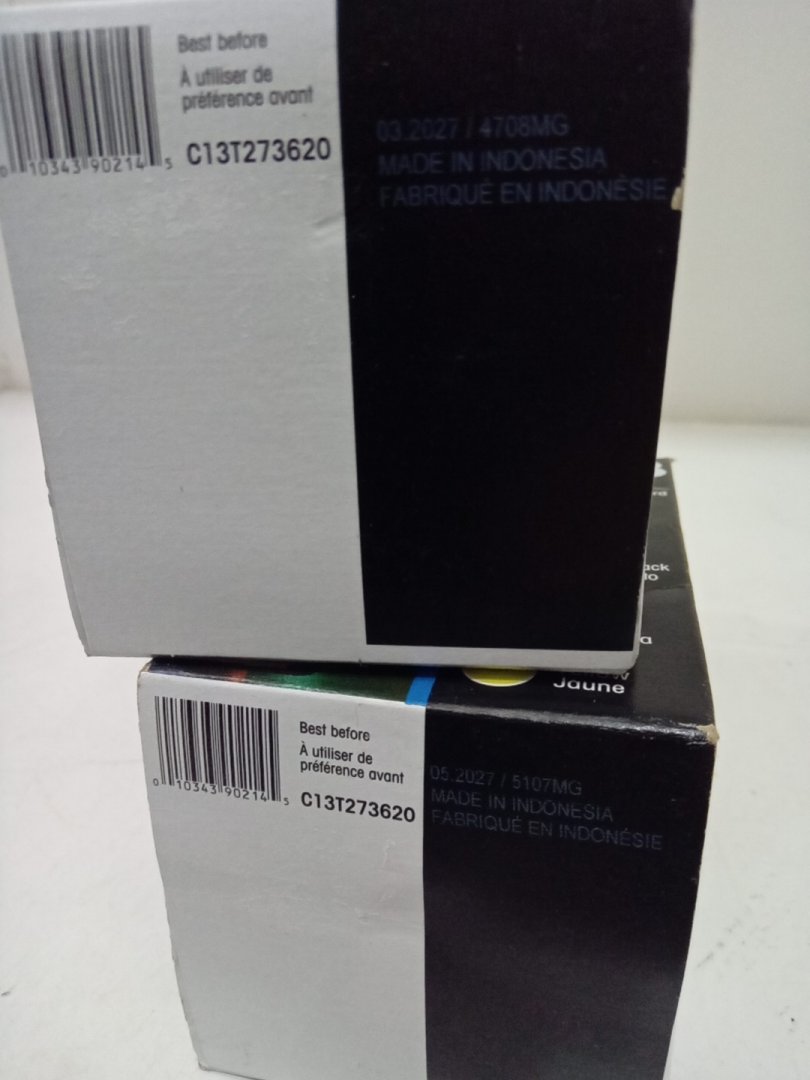 Best before
À utiliser de
préférence avant
C13T273620
0 10343 90214 5
03.2027 / 4708MG
MADE IN INDONESIA
FABRIQUÉ EN INDONÉSIE
Jaune
Best before
À utiliser de
préférence avant
C13T273620
0 10343 90214 5
05.2027 / 5107MG
MADE IN INDONESIA
FABRIQUÉ EN INDONÉSIE